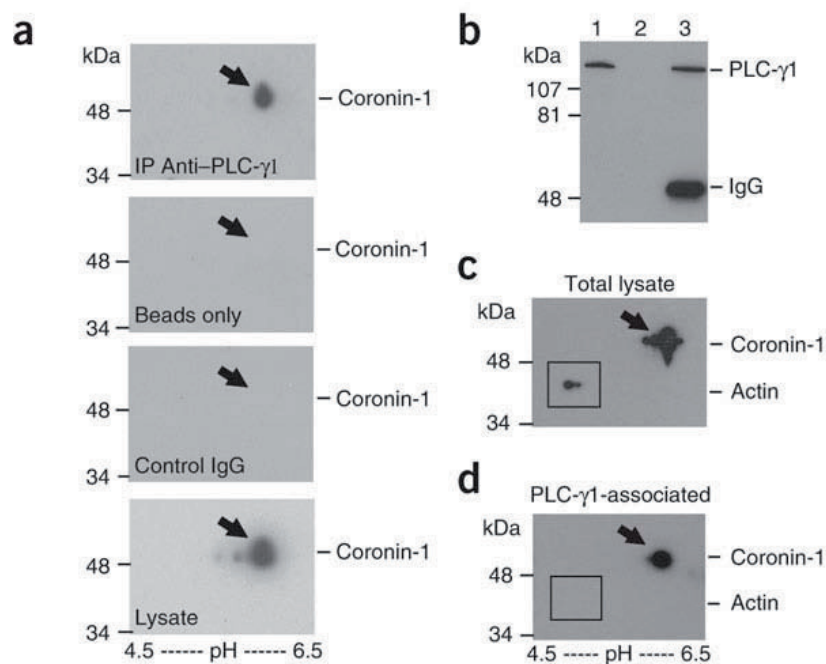 a
kDa
48 –
– Coronin-1
IP Anti–PLC-γ1
34 –
– Coronin-1
48 –
Beads only
34 –
– Coronin-1
48 –
Control IgG
34 –
– Coronin-1
48 –
Lysate
34 –
4.5 ------ pH ------ 6.5
b
1 2 3
kDa
– PLC-γ1
107 –
81 –
– IgG
48 –
c
Total lysate
kDa
– Coronin-1
48 –
– Actin
34 –
d
PLC-γ1-associated
kDa
– Coronin-1
48 –
– Actin
34 –
4.5 ----- pH ----- 6.5